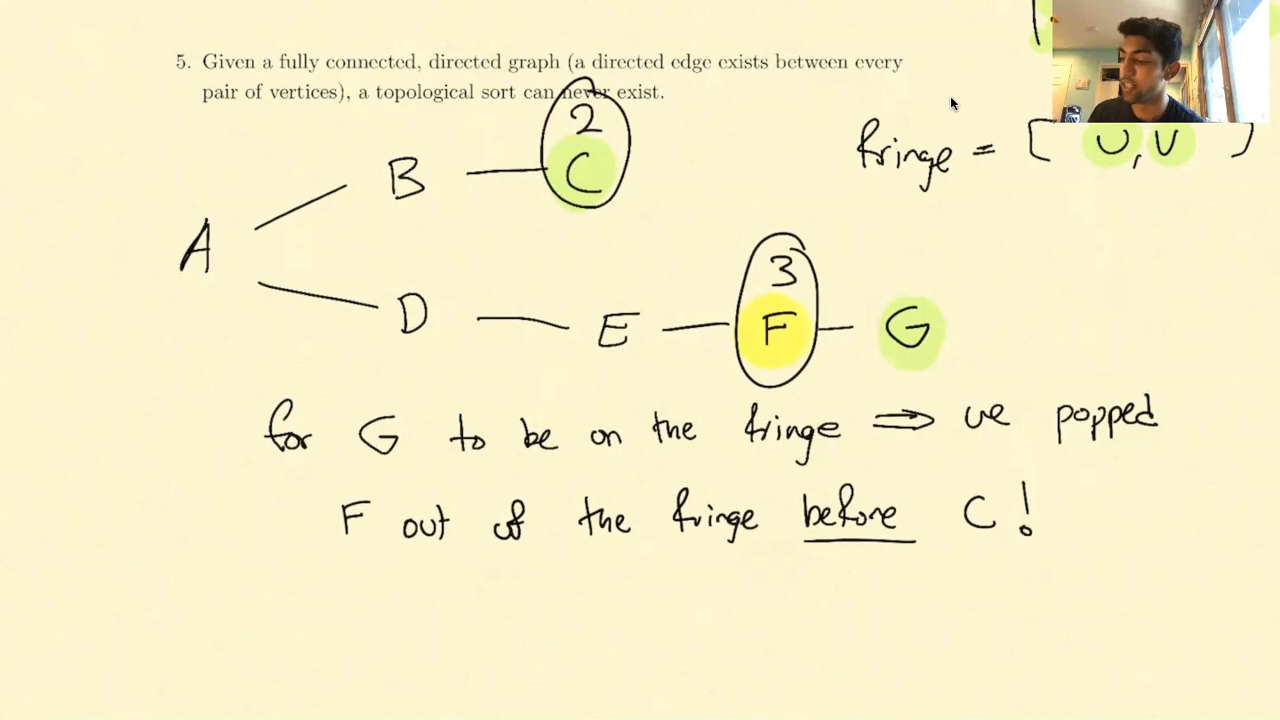 5. Given a fully connected, directed graph (a directed edge exists between every
pair of vertices), a topological sort can never exist.
fringe = [ U, V ]
2
B C
A
3
D E F G
for G to be on the fringe ⇒ we popped
F out of the fringe before C!